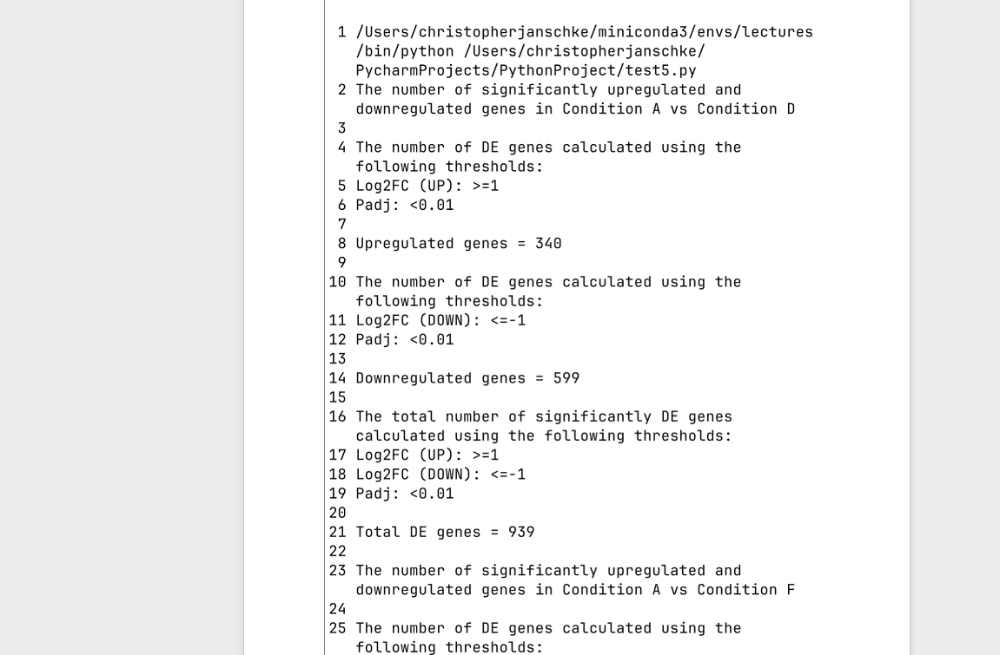 1 /Users/christopherjanschke/miniconda3/envs/lectures
/bin/python /Users/christopherjanschke/
PycharmProjects/PythonProject/test5.py
2 The number of significantly upregulated and
downregulated genes in Condition A vs Condition D
3
4 The number of DE genes calculated using the
following thresholds:
5 Log2FC (UP): >=1
6 Padj: <0.01
7
8 Upregulated genes = 340
9
10 The number of DE genes calculated using the
following thresholds:
11 Log2FC (DOWN): <=-1
12 Padj: <0.01
13
14 Downregulated genes = 599
15
16 The total number of significantly DE genes
calculated using the following thresholds:
17 Log2FC (UP): >=1
18 Log2FC (DOWN): <=-1
19 Padj: <0.01
20
21 Total DE genes = 939
22
23 The number of significantly upregulated and
downregulated genes in Condition A vs Condition F
24
25 The number of DE genes calculated using the
following thresholds: